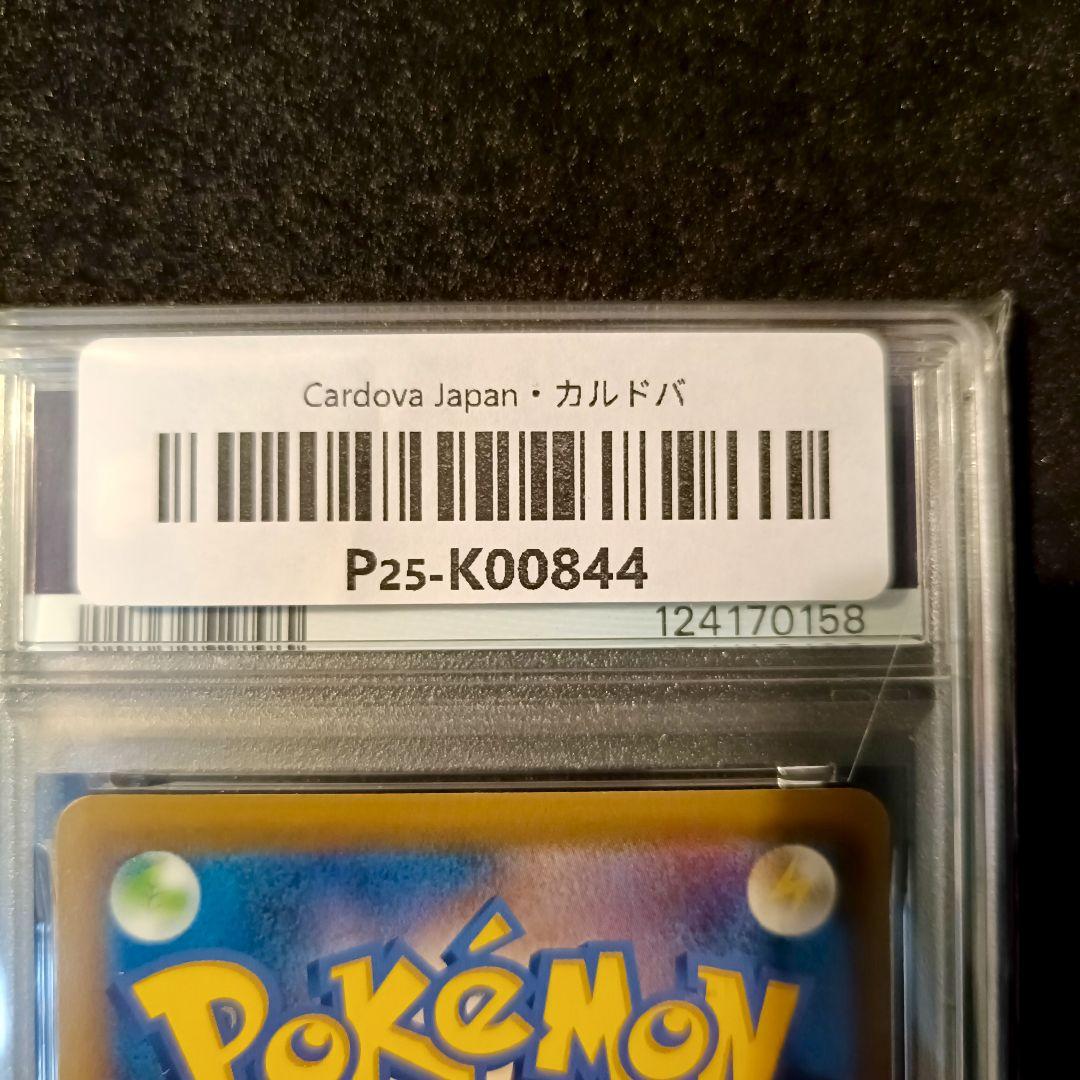 Cardova Japan・カルドバ
P25-K00844
124170158
POKéMON